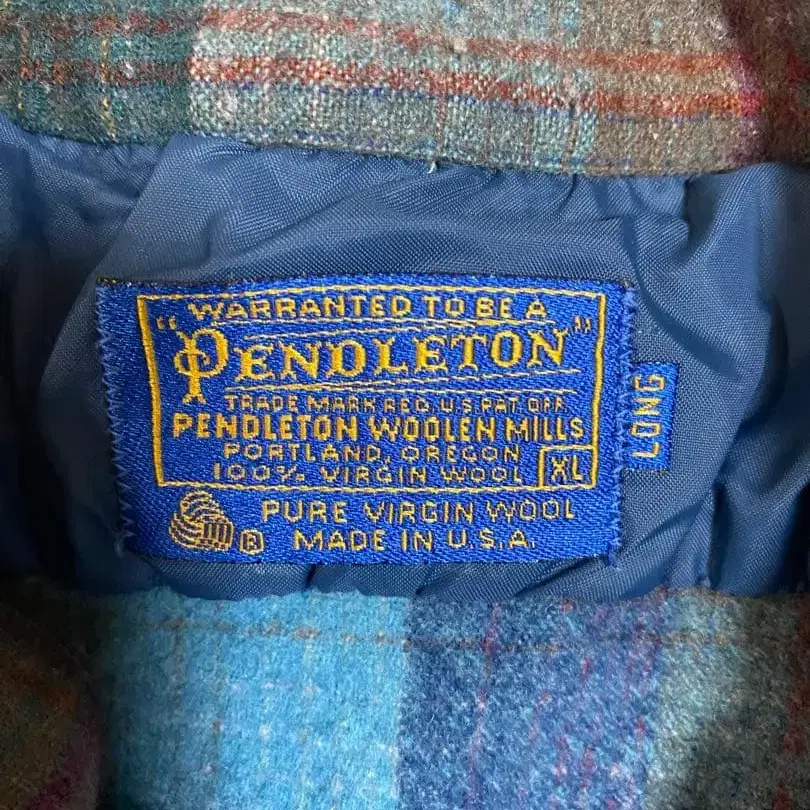 WARRANTED TO BE A
"PENDLETON"
TRADE MARK REG. U.S. PAT. OFF.
PENDLETON WOOLEN MILLS
PORTLAND, OREGON
100% VIRGIN WOOL XL
PURE VIRGIN WOOL
® MADE IN U.S.A.
LONG